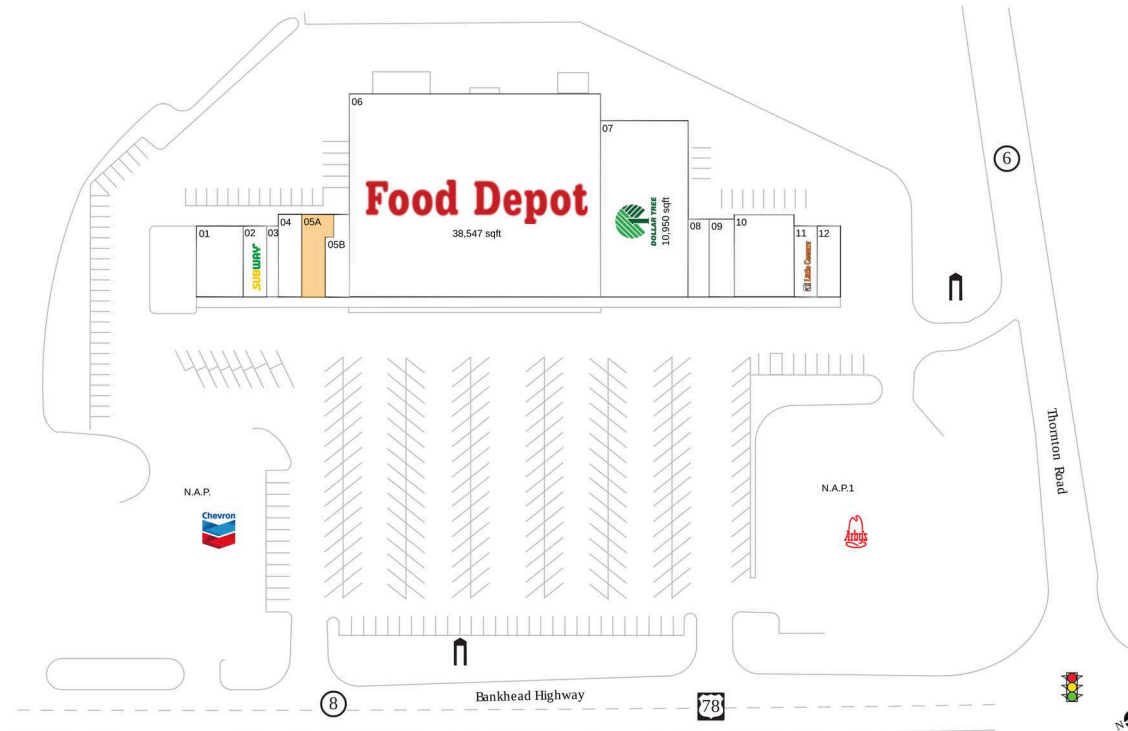 6
06
07
Food Depot
38,547 sqft
DOLLAR TREE
10,950 sqft
01
02
SUBWAY
03
04
05A
05B
08
09
10
11
Little Caesars
12
Thornton Road
N.A.P.
Chevron
N.A.P.1
Arby's
8
Bankhead Highway
78
N